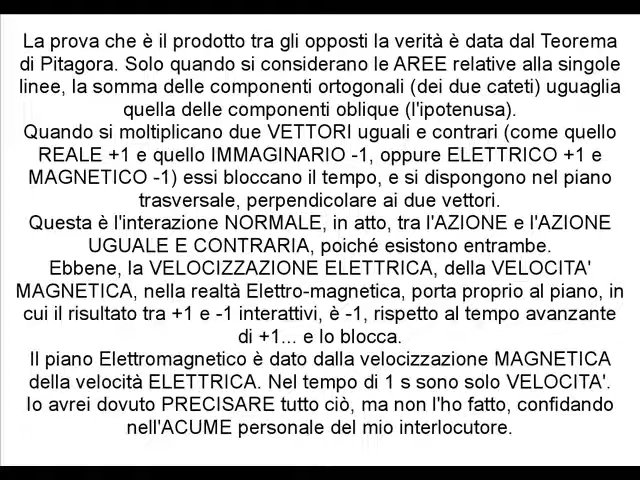 La prova che è il prodotto tra gli opposti la verità è data dal Teorema
di Pitagora. Solo quando si considerano le AREE relative alla singole
linee, la somma delle componenti ortogonali (dei due cateti) uguaglia
quella delle componenti oblique (l'ipotenusa).
Quando si moltiplicano due VETTORI uguali e contrari (come quello
REALE +1 e quello IMMAGINARIO -1, oppure ELETTRICO +1 e
MAGNETICO -1) essi bloccano il tempo, e si dispongono nel piano
trasversale, perpendicolare ai due vettori.
Questa è l'interazione NORMALE, in atto, tra l'AZIONE e l'AZIONE
UGUALE E CONTRARIA, poiché esistono entrambe.
Ebbene, la VELOCIZZAZIONE ELETTRICA, della VELOCITA'
MAGNETICA, nella realtà Elettro-magnetica, porta proprio al piano, in
cui il risultato tra +1 e -1 interattivi, è -1, rispetto al tempo avanzante
di +1... e lo blocca.
Il piano Elettromagnetico è dato dalla velocizzazione MAGNETICA
della velocità ELETTRICA. Nel tempo di 1 s sono solo VELOCITA'.
Io avrei dovuto PRECISARE tutto ciò, ma non l'ho fatto, confidando
nell'ACUME personale del mio interlocutore.